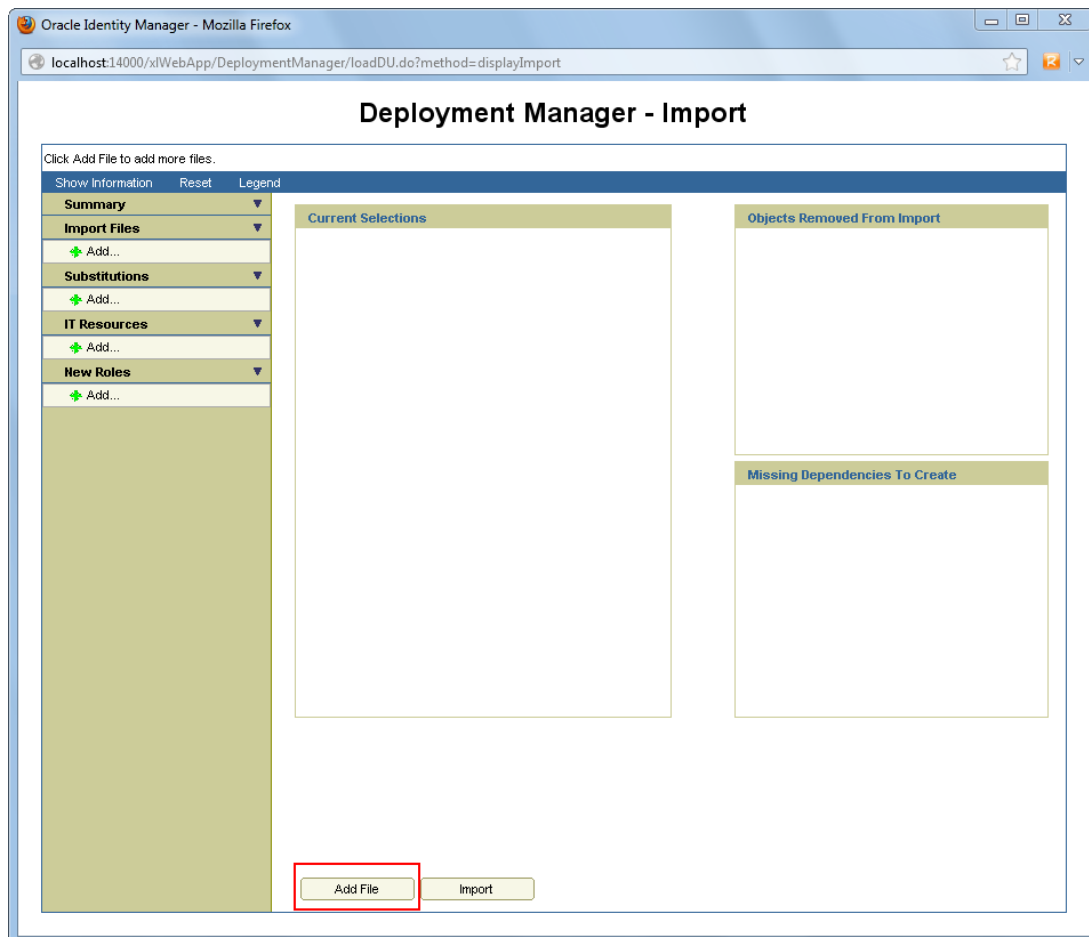 Oracle Identity Manager - Mozilla Firefox
localhost:14000/xlWebApp/DeploymentManager/loadDU.do?method=displayImport
Deployment Manager - Import
Click Add File to add more files.
Show Information Reset Legend
Summary
Import Files
Add...
Substitutions
Add...
IT Resources
Add...
New Roles
Add...
Current Selections
Objects Removed From Import
Missing Dependencies To Create
Add File Import